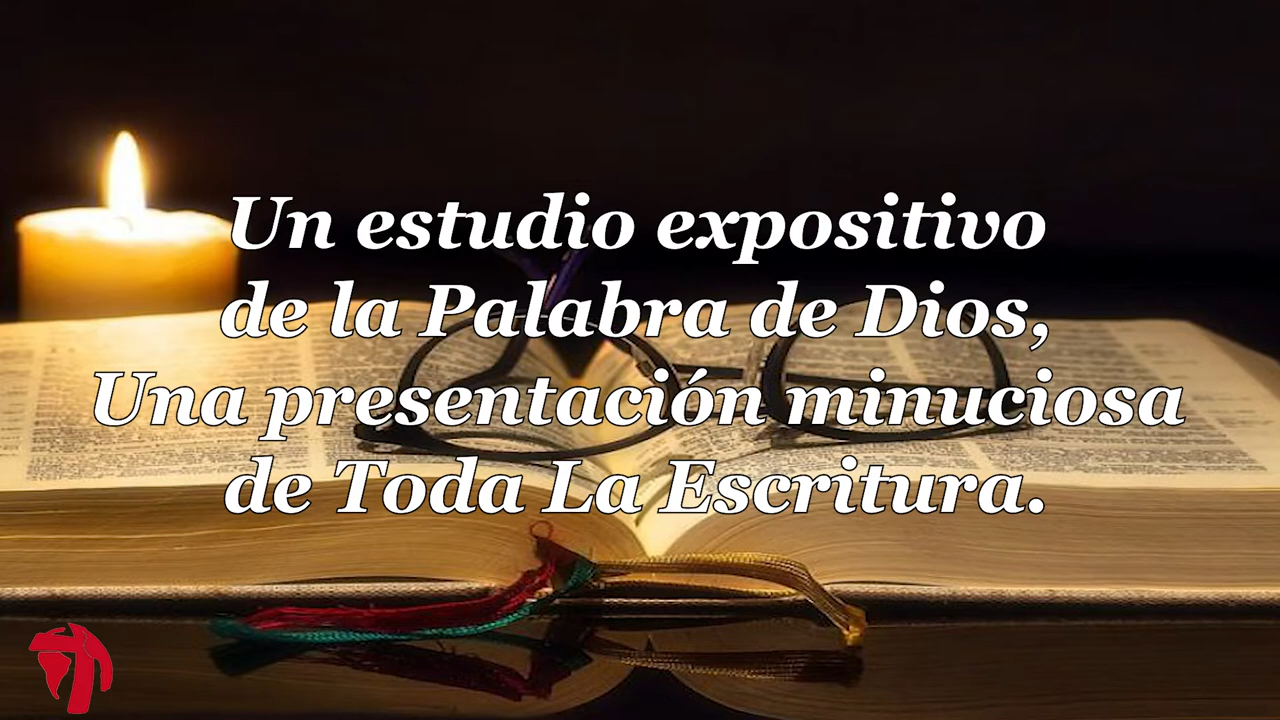 Un estudio expositivo
de la Palabra de Dios,
Una presentación minuciosa
de Toda La Escritura.